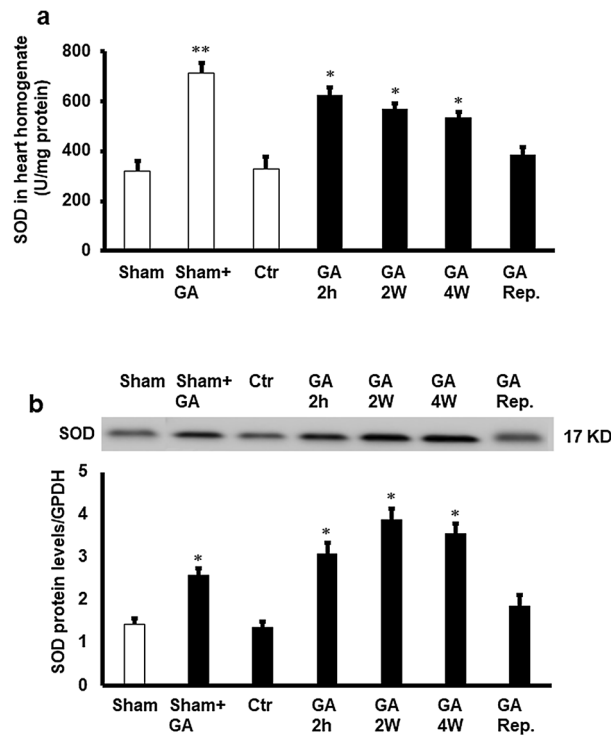 a
SOD in heart homogenate
(U/mg protein)
800
600
400
200
0
**
*
*
*
Sham Sham+ GA Ctr GA 2h GA 2W GA 4W GA Rep.
b
Sham Sham+ GA Ctr GA 2h GA 2W GA 4W GA Rep.
SOD
17 KD
SOD protein levels/GPDH
5
4
3
2
1
0
*
*
*
*
Sham Sham+ GA Ctr GA 2h GA 2W GA 4W GA Rep.